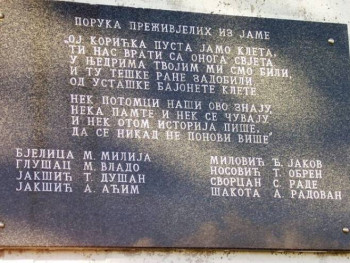 ПОРУКА ПРЕЖИВЈЕЛИХ ИЗ ЈАМЕ
"ОЈ КОРИЋКА ПУСТА ЈАМО КЛЕТА,
ТИ НАС ВРАТИ СА ОНОГА СВЈЕТА
У ЊЕДРИМА ТВОЈИМ МИ СМО БИЛИ,
И ТУ ТЕШКЕ РАНЕ ЗАДОБИЛИ
ОД УСТАШКЕ БАЈОНЕТЕ КЛЕТЕ
НЕК ПОТОМЦИ НАШИ ОВО ЗНАЈУ,
НЕКА ПАМТЕ И НЕК СЕ ЧУВАЈУ
И НЕК ОТОМ ИСТОРИЈА ПИШЕ,
ДА СЕ НИКАД НЕ ПОНОВИ ВИШЕ"
БЈЕЛИЦА М. МИЛИЈА
ГЛУШАЦ М. ВЛАДО
ЈАКШИЋ Т. ДУШАН
ЈАКШИЋ А. АЋИМ
МИЛОВИЋ Ђ. ЈАКОВ
НОСОВИЋ Т. ОБРЕН
СВОРЦАН С. РАДЕ
ШАКОТА А. РАДОВАН